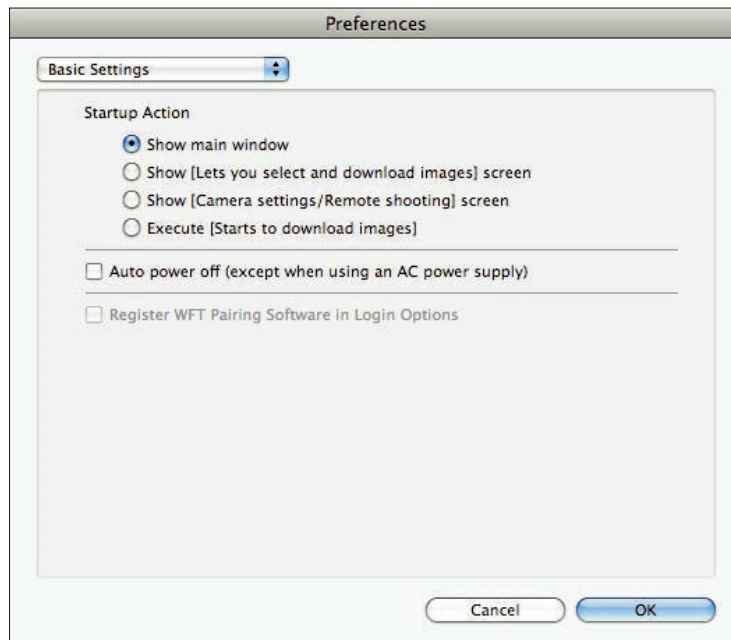 Preferences
Basic Settings
Startup Action
Show main window
Show [Lets you select and download images] screen
Show [Camera settings/Remote shooting] screen
Execute [Starts to download images]
Auto power off (except when using an AC power supply)
Register WFT Pairing Software in Login Options
Cancel
OK